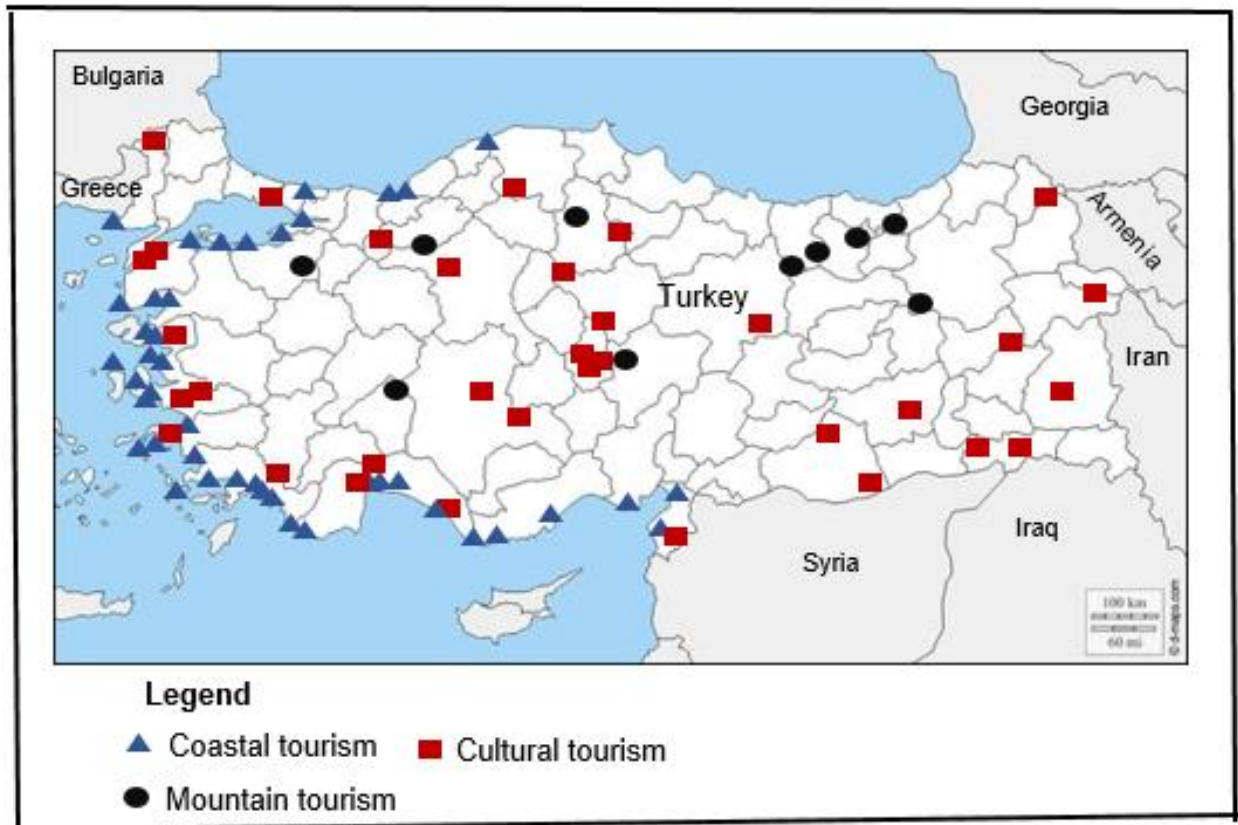 Bulgaria
Georgia
Greece
Armenia
Turkey
Iran
Iraq
Syria
100 km
60 mi
© d-maps.com
Legend
Coastal tourism
Cultural tourism
Mountain tourism